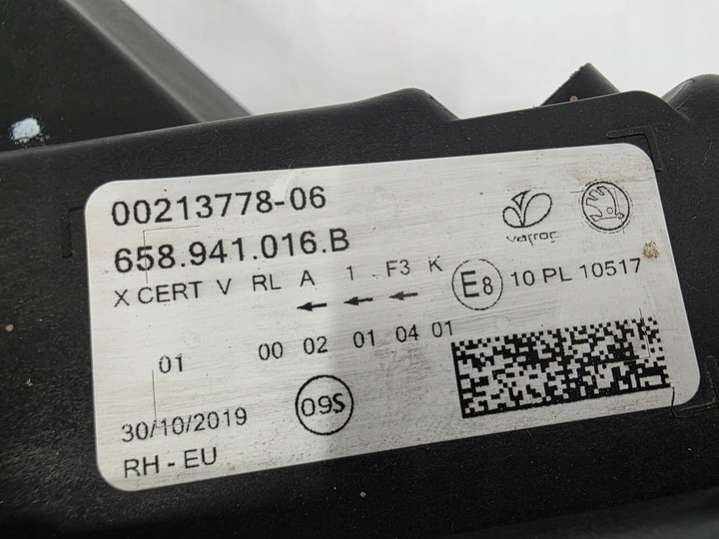 00213778-06
658.941.016.B
varroc
X CERT V RL A 1 F3 K
E8 10 PL 10517
01 00 02 01 04 01
30/10/2019
09S
RH - EU